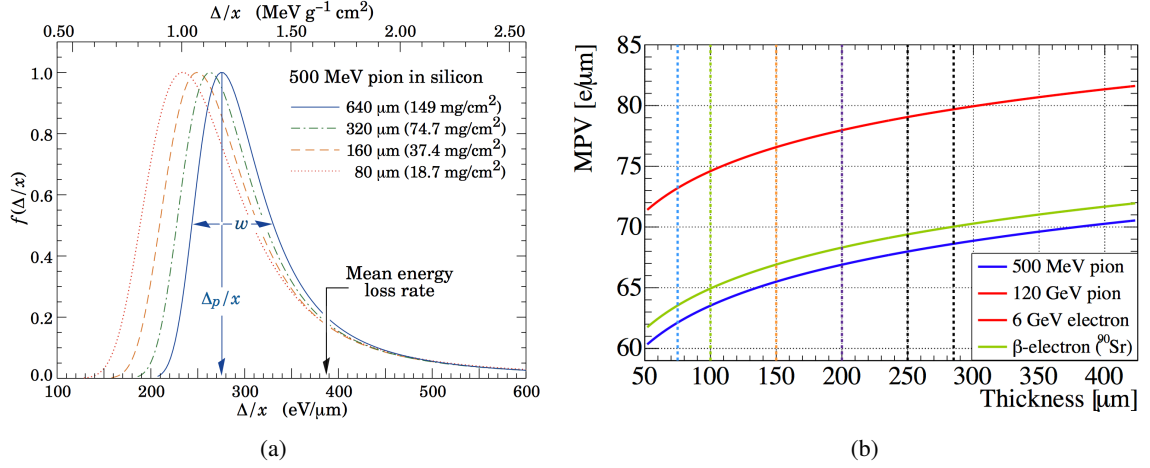 Δ/x (MeV g⁻¹ cm²)
0.50 1.00 1.50 2.00 2.50
500 MeV pion in silicon
640 μm (149 mg/cm²)
320 μm (74.7 mg/cm²)
160 μm (37.4 mg/cm²)
80 μm (18.7 mg/cm²)
1.0
0.8
0.6
0.4
0.2
0.0
f(Δ/x)
w
Δp/x
Mean energy
loss rate
100 200 300 400 500 600
Δ/x (eV/μm)
(a)
MPV [e/μm]
85
80
75
70
65
60
500 MeV pion
120 GeV pion
6 GeV electron
β-electron (⁹⁰Sr)
50 100 150 200 250 300 350 400
Thickness [μm]
(b)